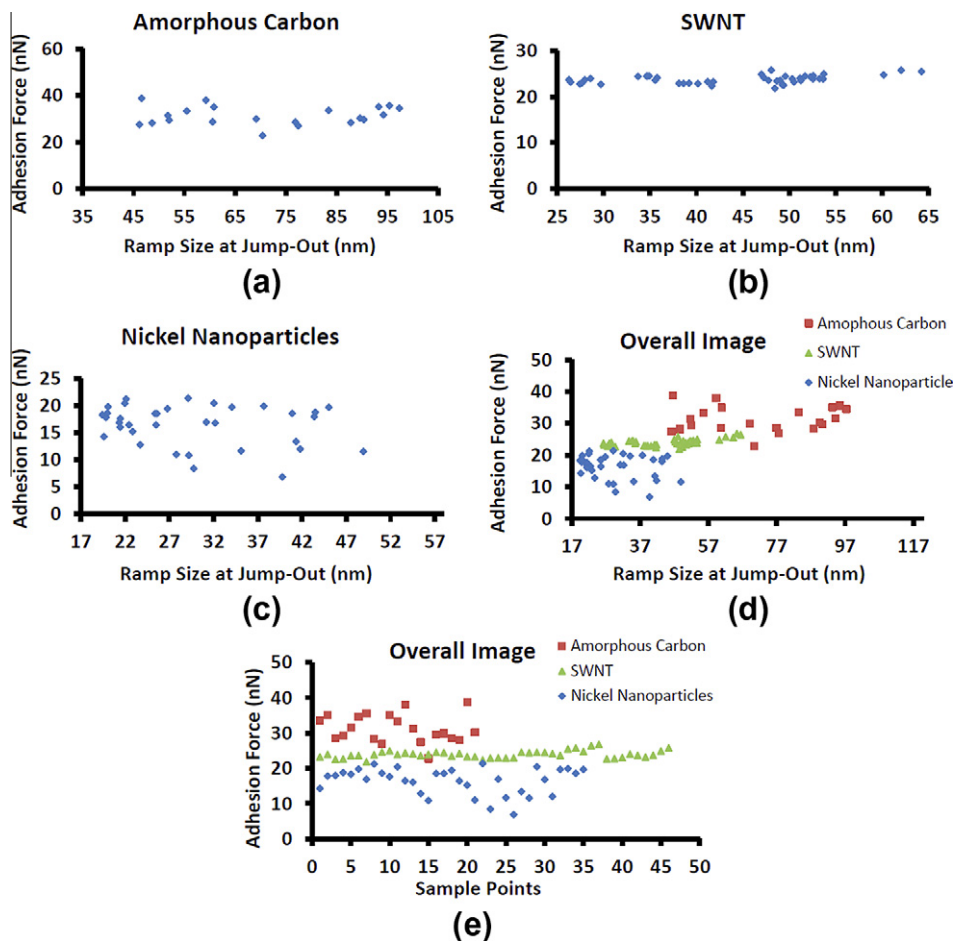 Amorphous Carbon
Adhesion Force (nN)
60
40
20
0
35 45 55 65 75 85 95 105
Ramp Size at Jump-Out (nm)
(a)
SWNT
Adhesion Force (nN)
30
20
10
0
25 30 35 40 45 50 55 60 65
Ramp Size at Jump-Out (nm)
(b)
Nickel Nanoparticles
Adhesion Force (nN)
25
20
15
10
5
0
17 22 27 32 37 42 47 52 57
Ramp Size at Jump-Out (nm)
(c)
Overall Image
Amophous Carbon
SWNT
Nickel Nanoparticle
Adhesion Force (nN)
50
40
30
20
10
0
17 37 57 77 97 117
Ramp Size at Jump-Out (nm)
(d)
Overall Image
Amorphous Carbon
SWNT
Nickel Nanoparticles
Adhesion Force (nN)
50
40
30
20
10
0
0 5 10 15 20 25 30 35 40 45 50
Sample Points
(e)